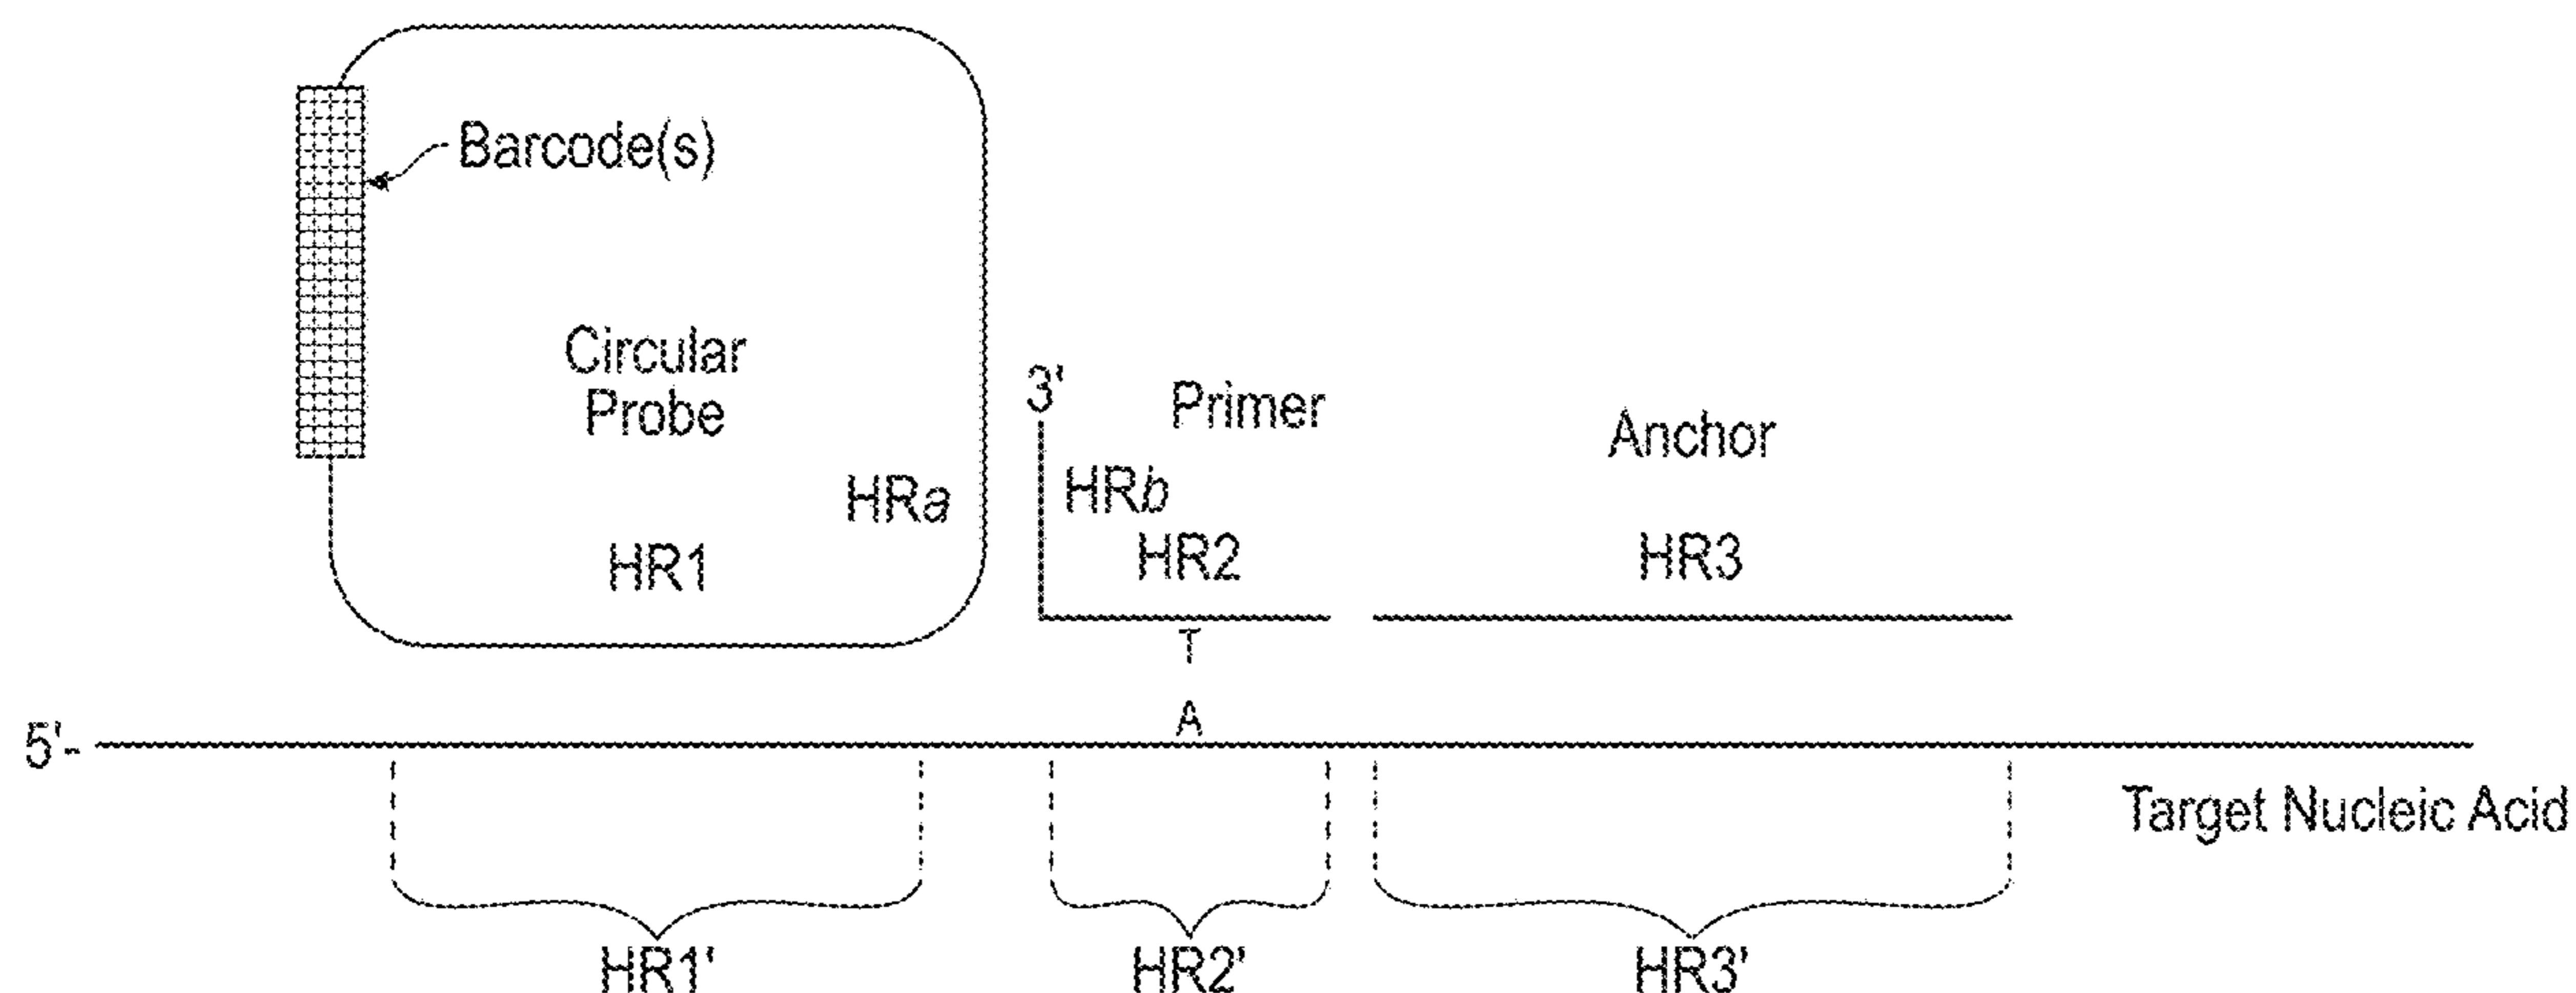 Barcode(s)
Circular
Probe
3'
Primer
Anchor
HRa
HRb
HR1
HR2
HR3
T
A
5'-
Target Nucleic Acid
HR1'
HR2'
HR3'